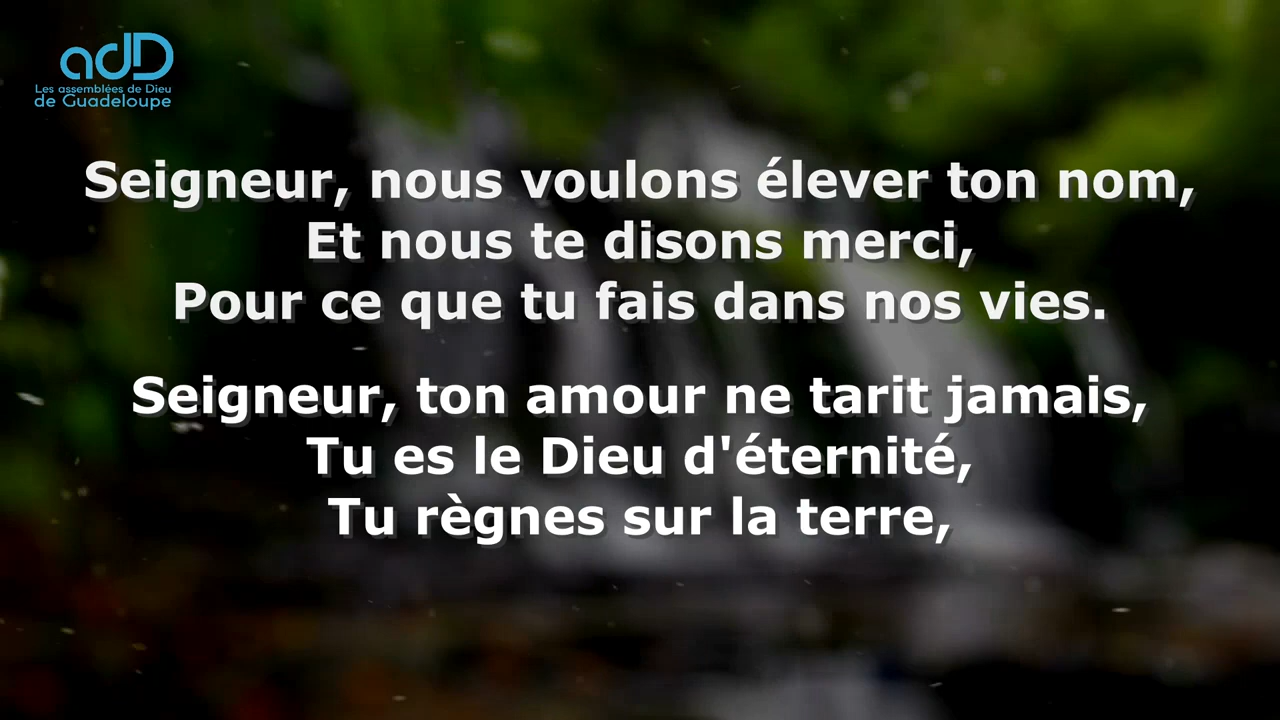 adD
Les assemblées de Dieu
de Guadeloupe
Seigneur, nous voulons élever ton nom,
Et nous te disons merci,
Pour ce que tu fais dans nos vies.
Seigneur, ton amour ne tarit jamais,
Tu es le Dieu d'éternité,
Tu règnes sur la terre,